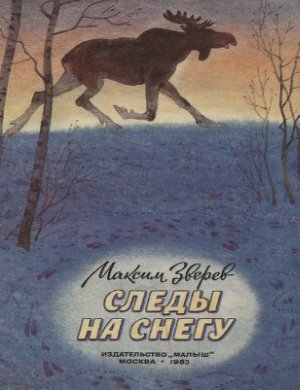 Максим Зверев
СЛЕДЫ
НА СНЕГУ
ИЗДАТЕЛЬСТВО „МАЛЫШ"
МОСКВА • 1983